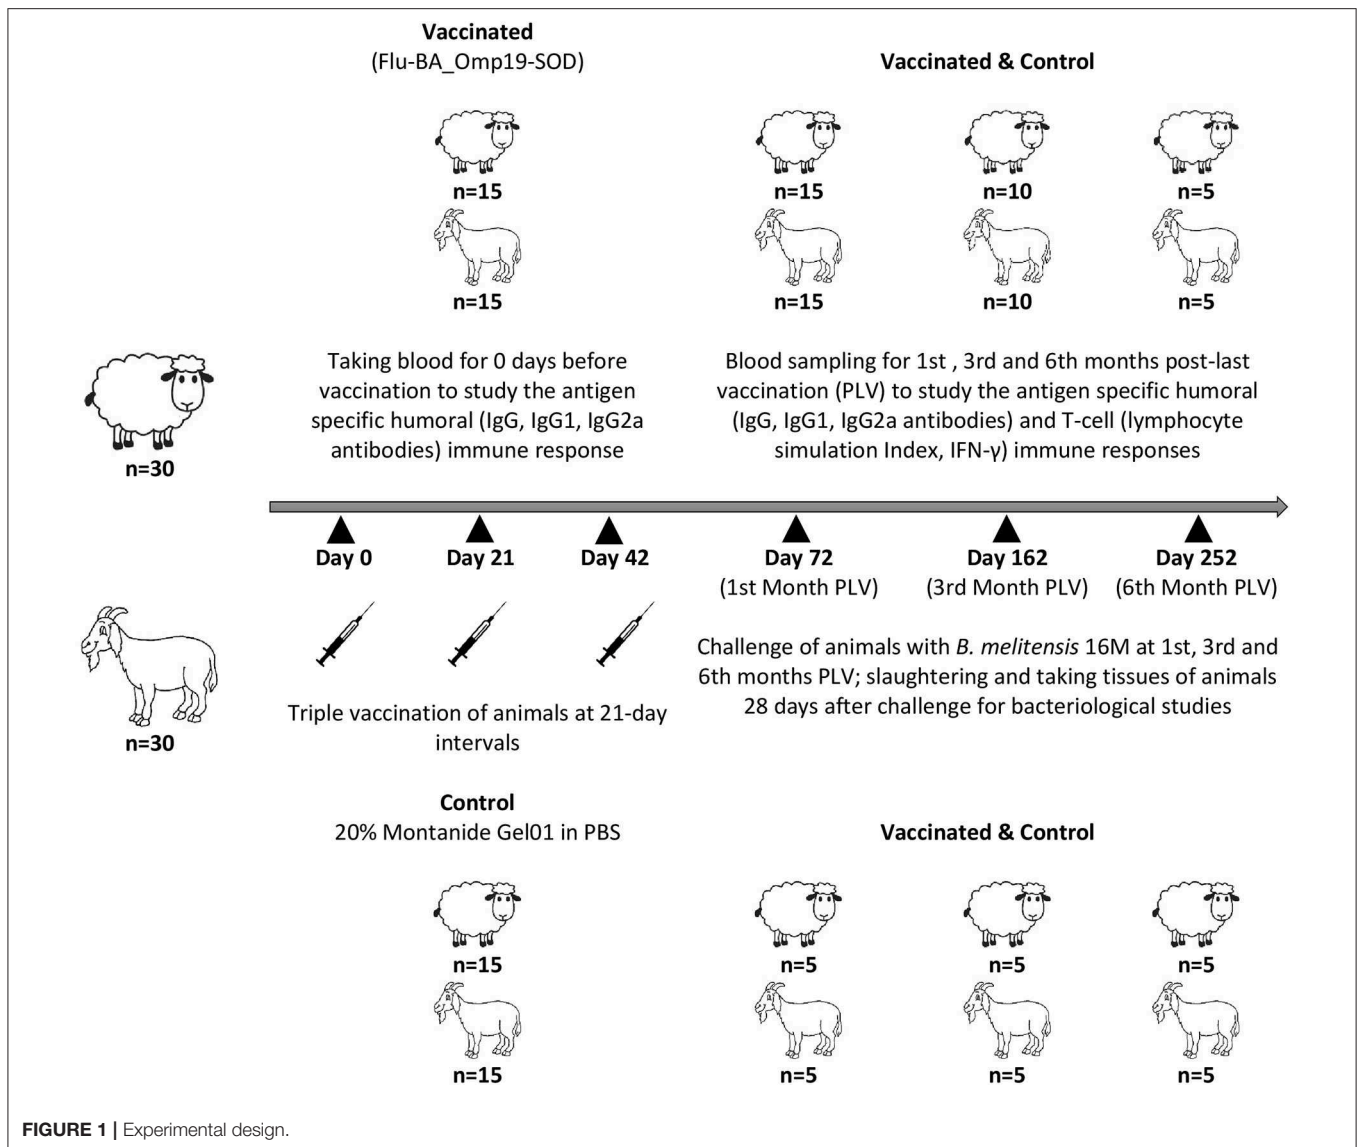 Vaccinated
(Flu-BA_Omp19-SOD)
Vaccinated & Control
n=15
n=15
n=10
n=5
n=15
n=15
n=10
n=5
Taking blood for 0 days before
vaccination to study the antigen
specific humoral (IgG, IgG1, IgG2a
antibodies) immune response
Blood sampling for 1st , 3rd and 6th months post-last
vaccination (PLV) to study the antigen specific humoral
(IgG, IgG1, IgG2a antibodies) and T-cell (lymphocyte
simulation Index, IFN-γ) immune responses
n=30
Day 0
Day 21
Day 42
Day 72
(1st Month PLV)
Day 162
(3rd Month PLV)
Day 252
(6th Month PLV)
n=30
Triple vaccination of animals at 21-day
intervals
Challenge of animals with B. melitensis 16M at 1st, 3rd and
6th months PLV; slaughtering and taking tissues of animals
28 days after challenge for bacteriological studies
Control
20% Montanide Gel01 in PBS
Vaccinated & Control
n=15
n=5
n=5
n=5
n=15
n=5
n=5
n=5
FIGURE 1 | Experimental design.